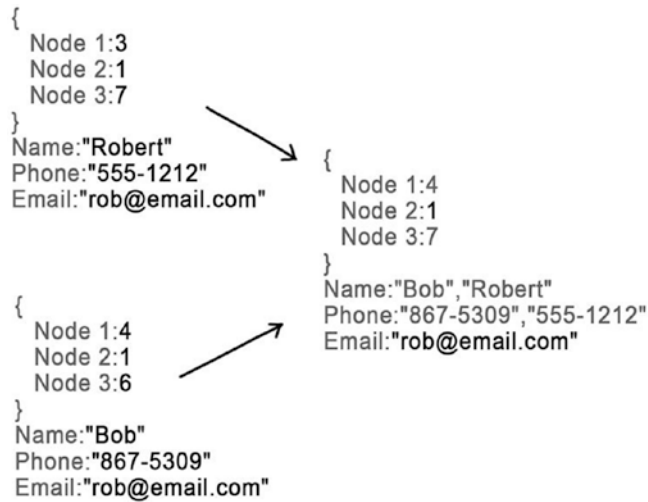 {
Node 1:3
Node 2:1
Node 3:7
}
Name:"Robert"
Phone:"555-1212"
Email:"rob@email.com"
{
Node 1:4
Node 2:1
Node 3:6
}
Name:"Bob"
Phone:"867-5309"
Email:"rob@email.com"
{
Node 1:4
Node 2:1
Node 3:7
}
Name:"Bob","Robert"
Phone:"867-5309","555-1212"
Email:"rob@email.com"